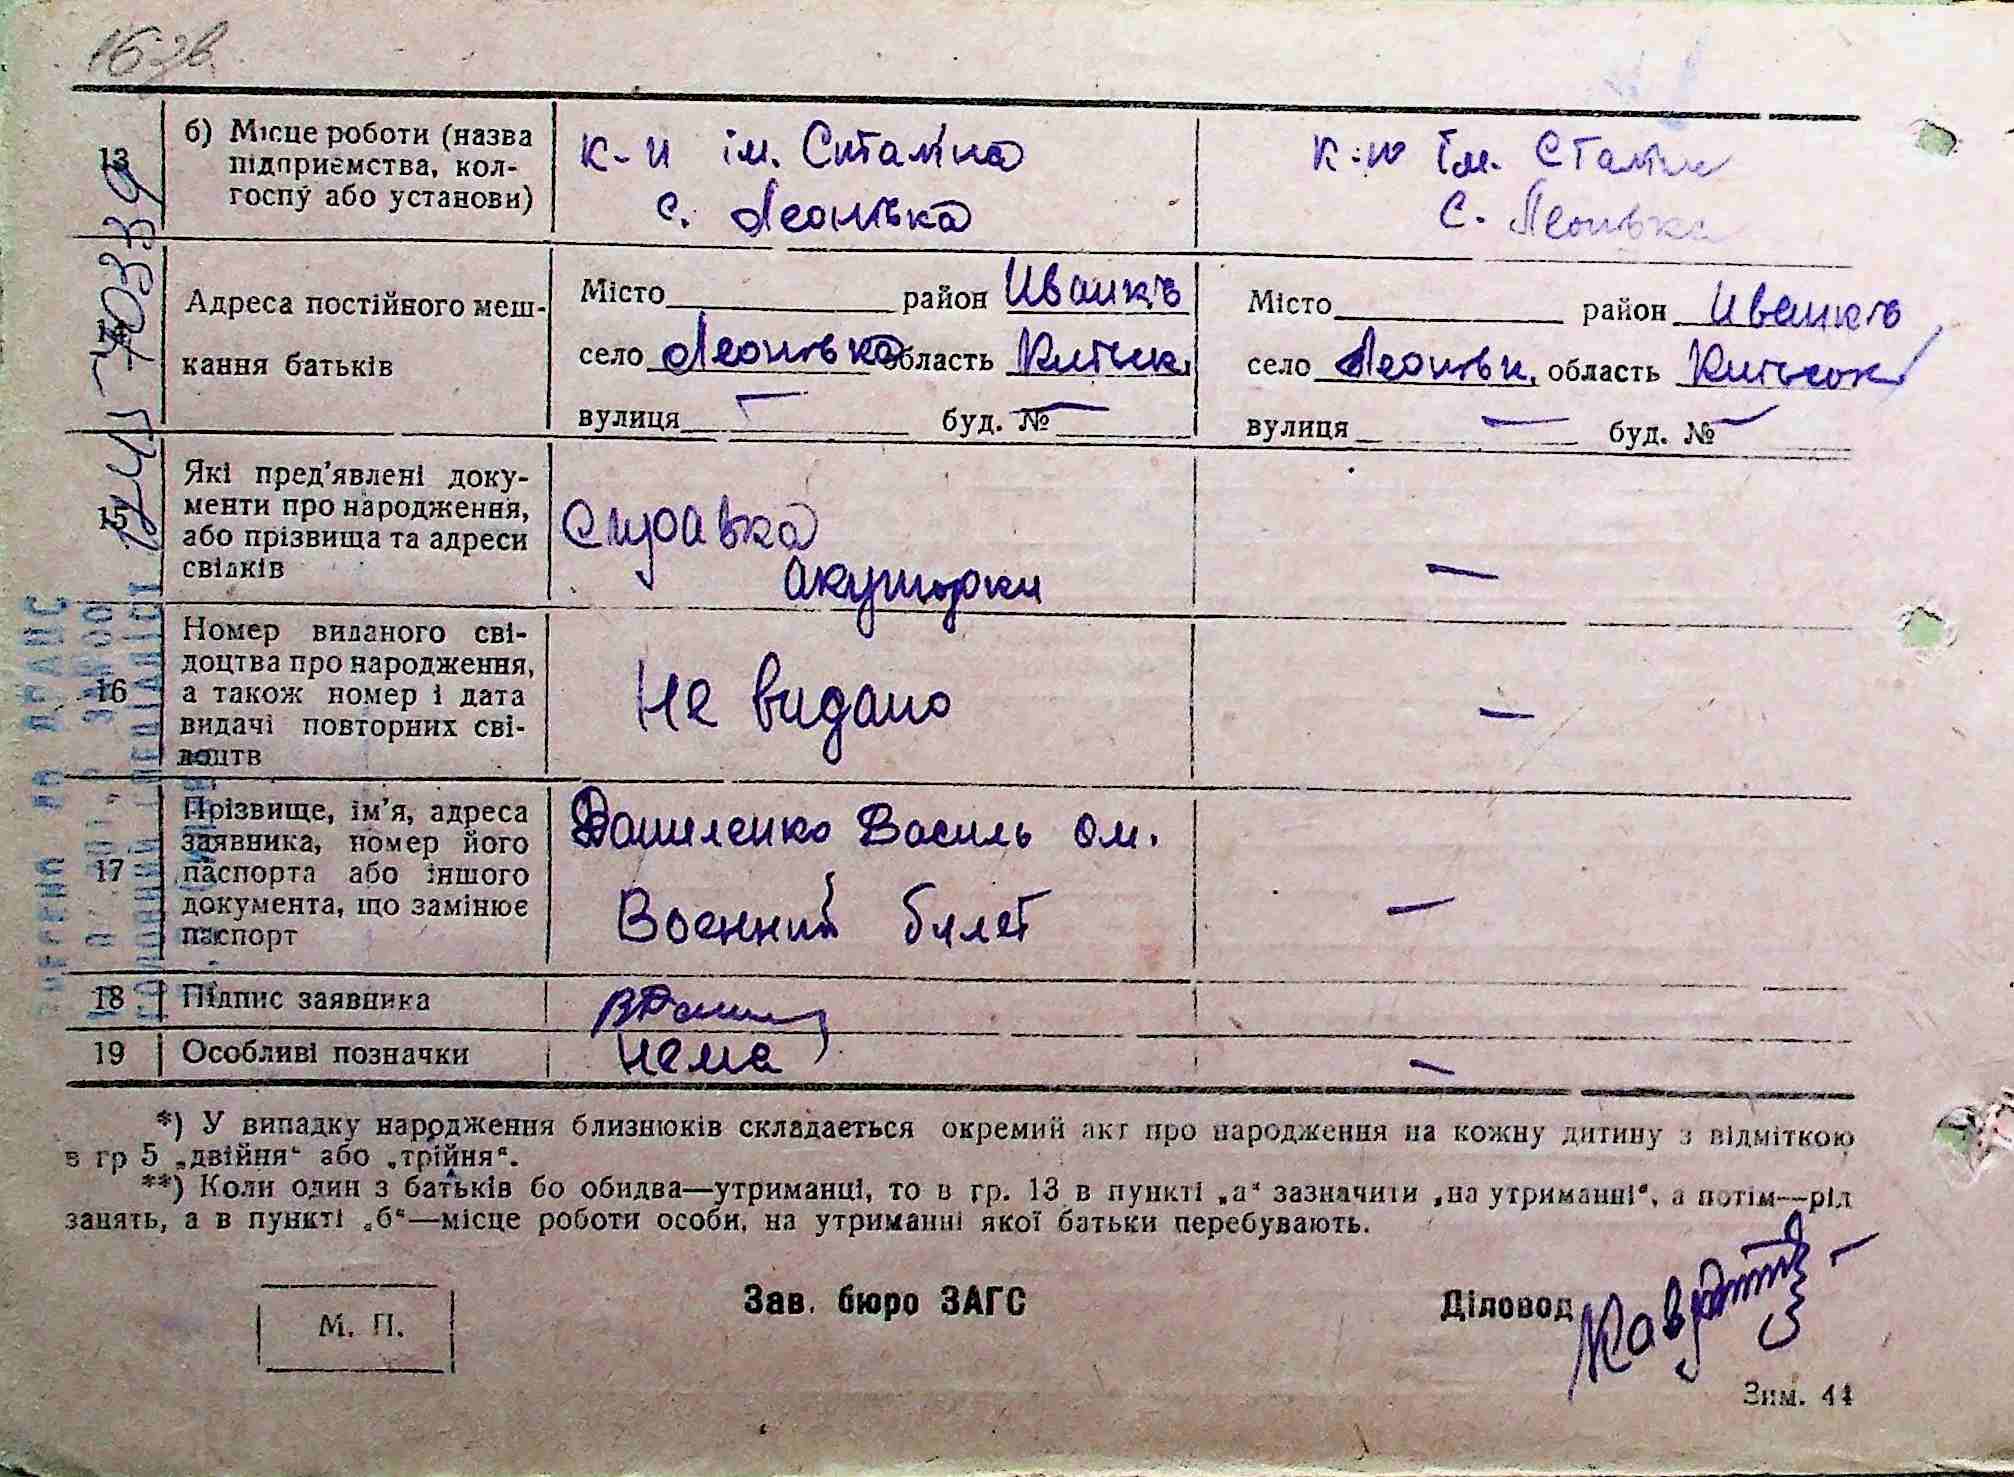 16 зв.
13
б) Місце роботи (назва підприємства, колгоспу або установи)
к-п ім. Сталіна
с. Леонівка
к-п ім. Сталін
с. Леонівка
Адреса постійного мешкання батьків
Місто район Иванків
село Леонівка область Київськ.
вулиця — буд. № —
Місто район Иванків
село Леонівк. область Київськ
вулиця — буд. № —
15
Які пред’явлені документи про народження, або прізвища та адреси свідків
Справка
акушорки
—
16
Номер виданого свідоцтва про народження, а також номер і дата видачі повторних свідоцтв
Не видано
—
17
Прізвище, ім’я, адреса заявника, номер його паспорта або іншого документа, що замінює паспорт
Даниленко Василь Ом.
Военний билет
—
18
Підпис заявника
19
Особливі позначки
Нема
—
*) У випадку народження близнюків складається окремий акт про народження на кожну дитину з відміткою
в гр 5 „двійня“ або „трійня“.
**) Коли один з батьків бо обидва—утриманці, то в гр. 13 в пункті „а“ зазначити „на утриманні“, а потім—рід
занять, а в пункті „б“—місце роботи особи, на утриманні якої батьки перебувають.
М. П.
Зав. бюро ЗАГС
Діловод
Зим. 44